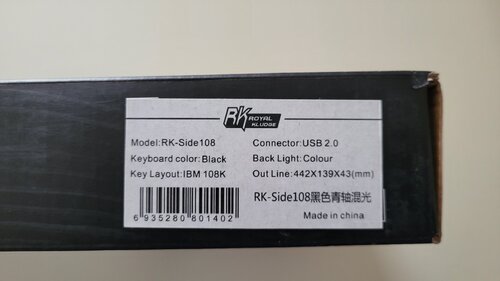 RK ROYAL
KLUDGE
Model:RK-Side108
Connector:USB 2.0
Keyboard color:Black
Back Light:Colour
Key Layout:IBM 108K
Out Line:442X139X43(mm)
6 935280 801402
RK-Side108黑色青轴混光
Made in china